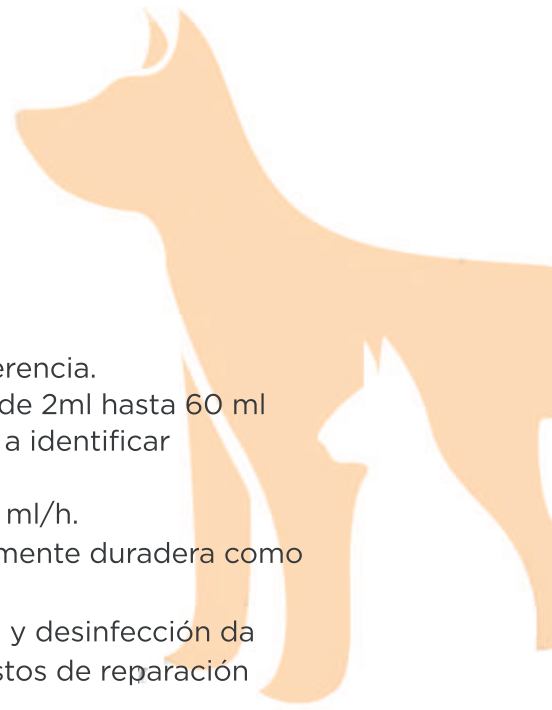 erencia.
de 2ml hasta 60 ml
a identificar
ml/h.
mente duradera como
y desinfección da
stos de reparación